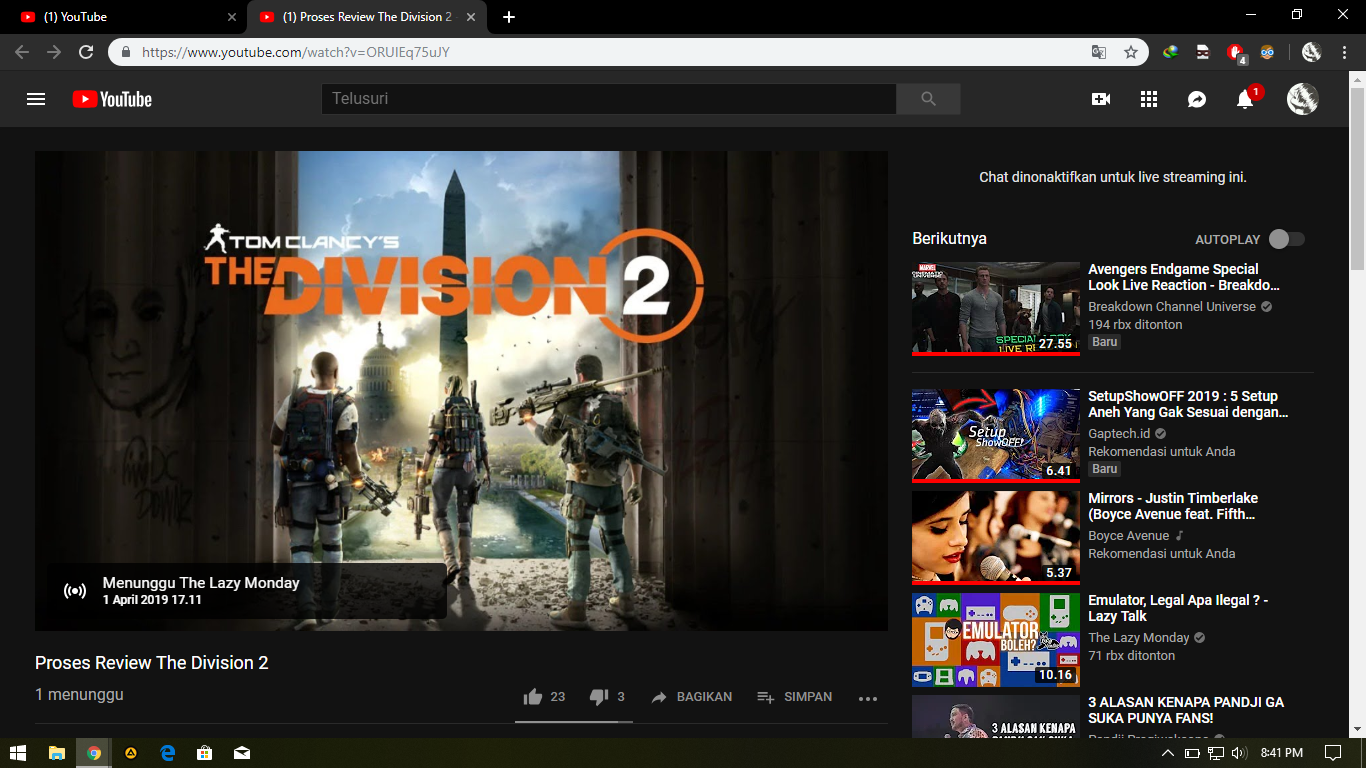 (1) YouTube
(1) Proses Review The Division 2
https://www.youtube.com/watch?v=ORUIEq75uJY
4
YouTube
Telusuri
1
TOM CLANCY'S
THE DIVISION 2
Menunggu The Lazy Monday
1 April 2019 17.11
Proses Review The Division 2
1 menunggu
23
3
BAGIKAN
SIMPAN
Chat dinonaktifkan untuk live streaming ini.
Berikutnya
AUTOPLAY
MARVEL
CINEMATIC
UNIVERSE
SPECIAL
LIVE
27.55
Avengers Endgame Special
Look Live Reaction - Breakdo...
Breakdown Channel Universe
194 rbx ditonton
Baru
Setup
ShowOFF!
6.41
SetupShowOFF 2019 : 5 Setup
Aneh Yang Gak Sesuai dengan...
Gaptech.id
Rekomendasi untuk Anda
Baru
5.37
Mirrors - Justin Timberlake
(Boyce Avenue feat. Fifth...
Boyce Avenue
Rekomendasi untuk Anda
EMULATOR
BOLEH?
10.16
Emulator, Legal Apa Ilegal ? -
Lazy Talk
The Lazy Monday
71 rbx ditonton
3 ALASAN KENAPA
3 ALASAN KENAPA PANDJI GA
SUKA PUNYA FANS!
8:41 PM